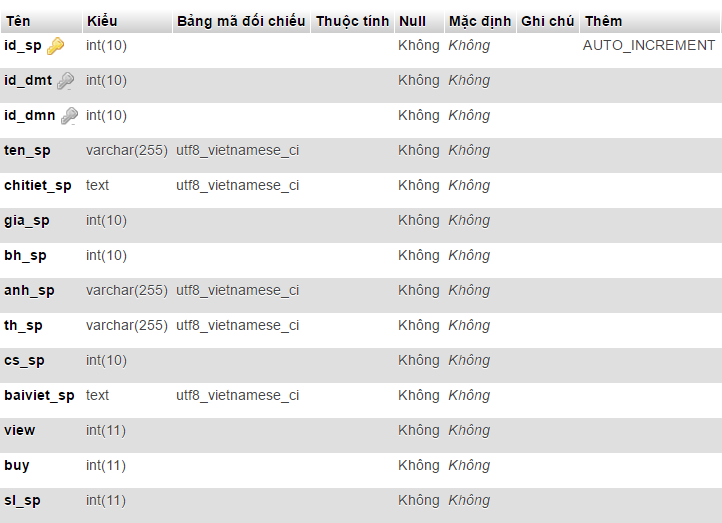 Tên Kiểu Bảng mã đối chiếu Thuộc tính Null Mặc định Ghi chú Thêm
id_sp int(10) Không Không AUTO_INCREMENT
id_dmt int(10) Không Không
id_dmn int(10) Không Không
ten_sp varchar(255) utf8_vietnamese_ci Không Không
chitiet_sp text utf8_vietnamese_ci Không Không
gia_sp int(10) Không Không
bh_sp int(10) Không Không
anh_sp varchar(255) utf8_vietnamese_ci Không Không
th_sp varchar(255) utf8_vietnamese_ci Không Không
cs_sp int(10) Không Không
baiviet_sp text utf8_vietnamese_ci Không Không
view int(11) Không Không
buy int(11) Không Không
sl_sp int(11) Không Không